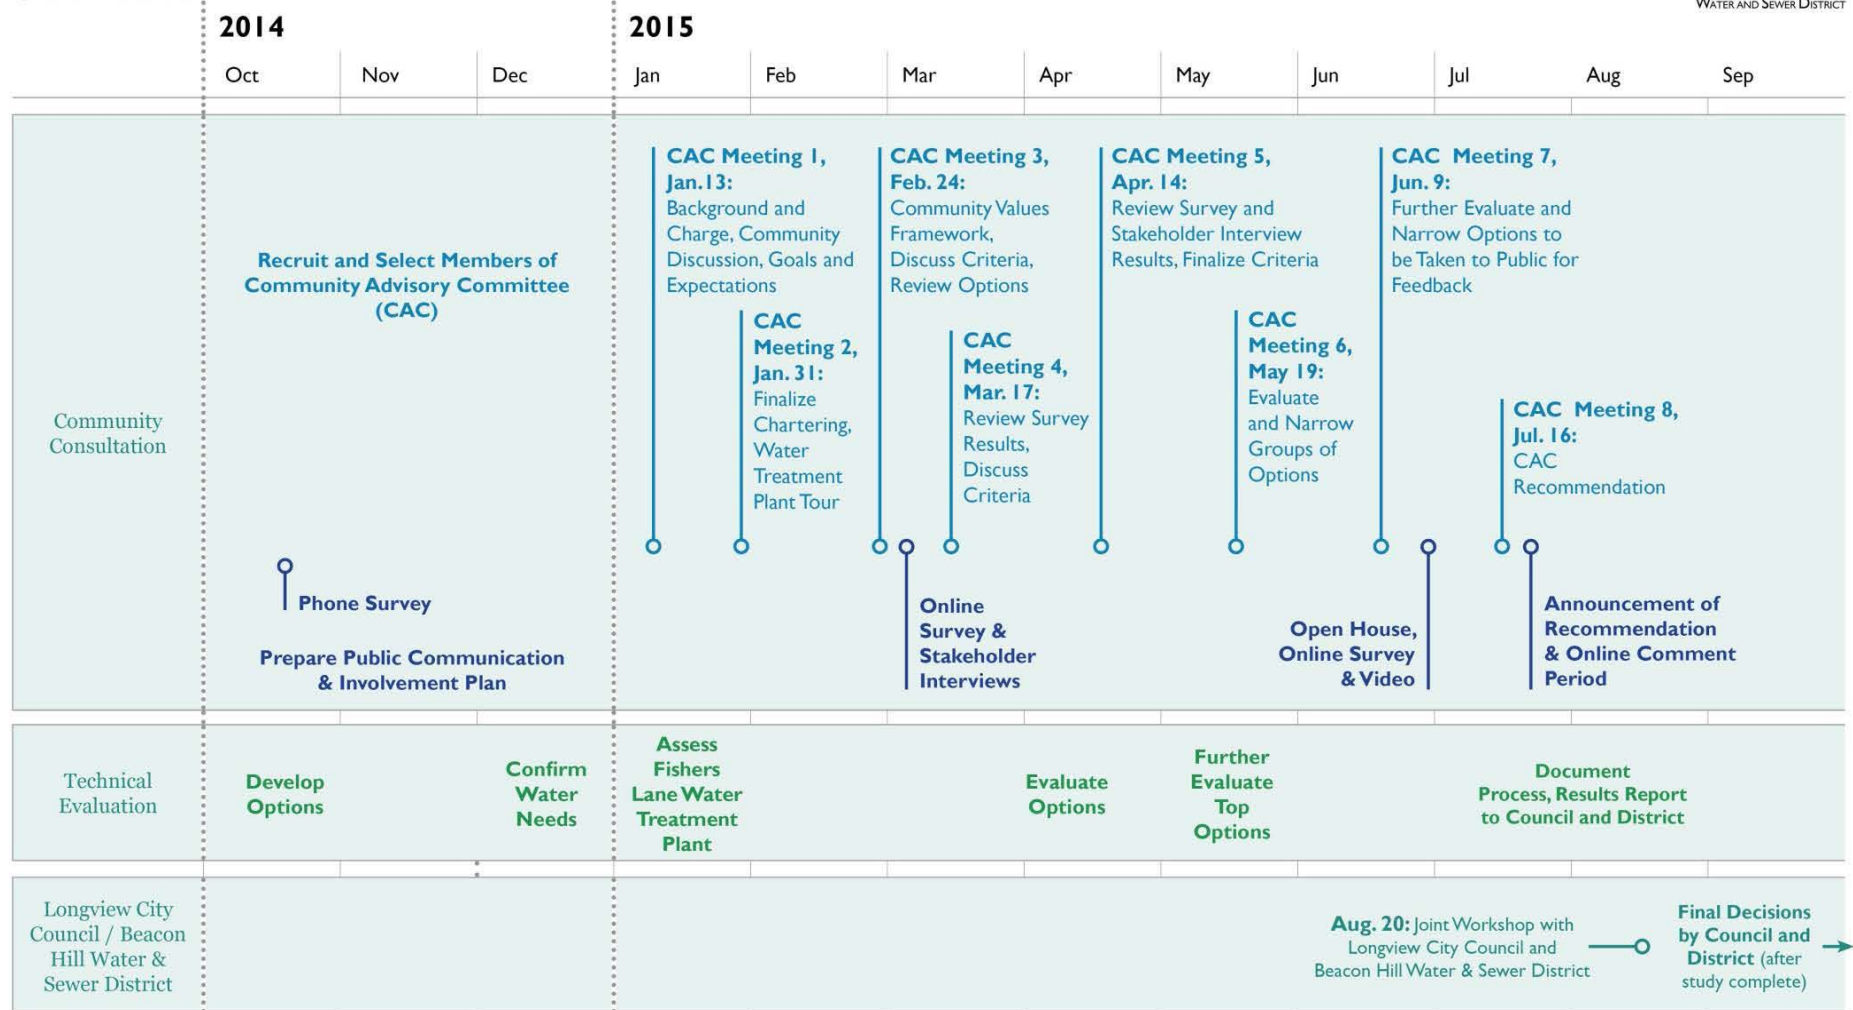 WATER AND SEWER DISTRICT
2014
2015
Oct
Nov
Dec
Jan
Feb
Mar
Apr
May
Jun
Jul
Aug
Sep
Community
Consultation
Recruit and Select Members of
Community Advisory Committee
(CAC)
CAC Meeting 1,
Jan. 13:
Background and
Charge, Community
Discussion, Goals and
Expectations
CAC
Meeting 2,
Jan. 31:
Finalize
Chartering,
Water
Treatment
Plant Tour
CAC Meeting 3,
Feb. 24:
Community Values
Framework,
Discuss Criteria,
Review Options
CAC
Meeting 4,
Mar. 17:
Review Survey
Results,
Discuss
Criteria
CAC Meeting 5,
Apr. 14:
Review Survey and
Stakeholder Interview
Results, Finalize Criteria
CAC
Meeting 6,
May 19:
Evaluate
and Narrow
Groups of
Options
CAC Meeting 7,
Jun. 9:
Further Evaluate and
Narrow Options to
be Taken to Public for
Feedback
CAC Meeting 8,
Jul. 16:
CAC
Recommendation
Phone Survey
Prepare Public Communication
& Involvement Plan
Online
Survey &
Stakeholder
Interviews
Open House,
Online Survey
& Video
Announcement of
Recommendation
& Online Comment
Period
Technical
Evaluation
Develop
Options
Confirm
Water
Needs
Assess
Fishers
Lane Water
Treatment
Plant
Evaluate
Options
Further
Evaluate
Top
Options
Document
Process, Results Report
to Council and District
Longview City
Council / Beacon
Hill Water &
Sewer District
Aug. 20: Joint Workshop with
Longview City Council and
Beacon Hill Water & Sewer District
Final Decisions
by Council and
District (after
study complete)